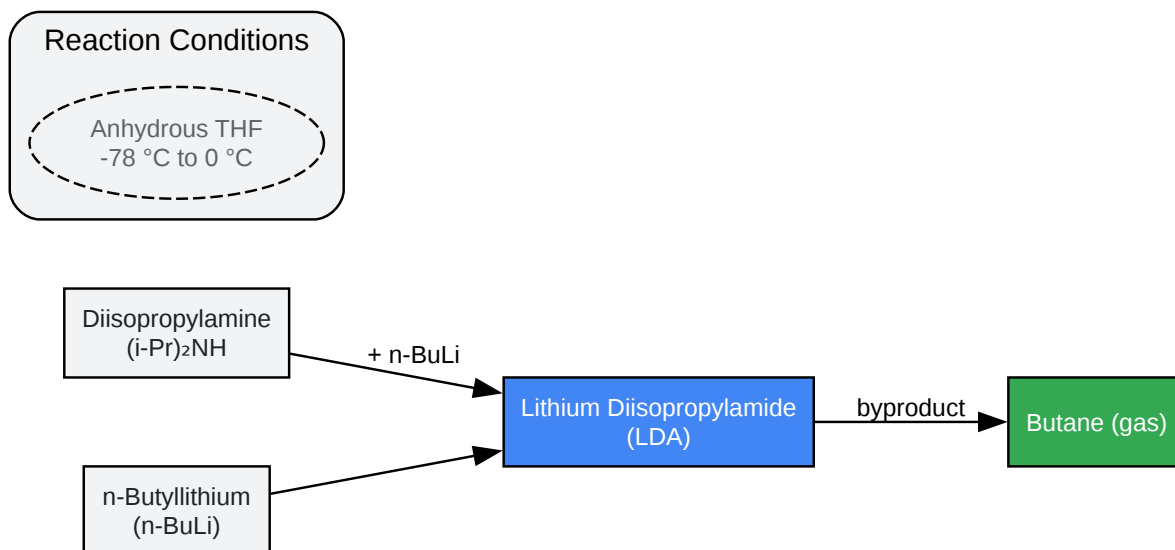 Reaction Conditions
Anhydrous THF
-78 °C to 0 °C
Diisopropylamine
(i-Pr)₂NH
+ n-BuLi
Lithium Diisopropylamide
(LDA)
byproduct
Butane (gas)
n-Butyllithium
(n-BuLi)